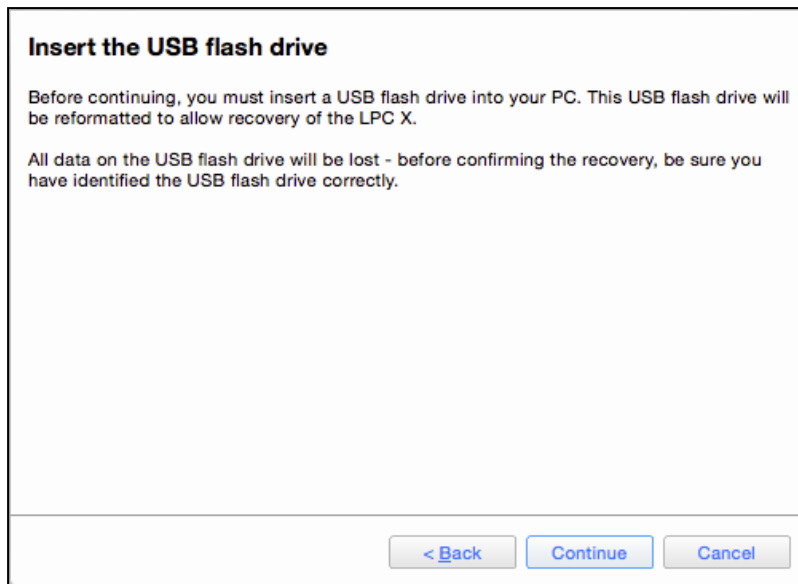 Insert the USB flash drive
Before continuing, you must insert a USB flash drive into your PC. This USB flash drive will
be reformatted to allow recovery of the LPC X.
All data on the USB flash drive will be lost - before confirming the recovery, be sure you
have identified the USB flash drive correctly.
< Back Continue Cancel